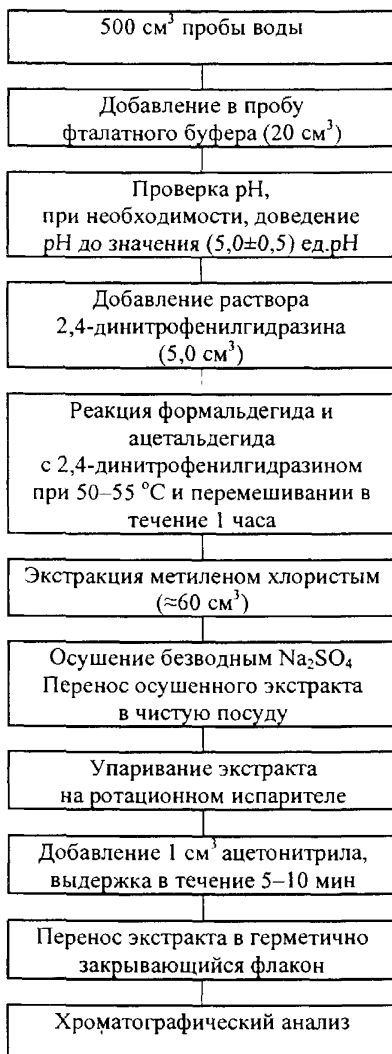 500 см³ пробы воды
Добавление в пробу
фталатного буфера (20 см³)
Проверка pH,
при необходимости, доведение
pH до значения (5,0±0,5) ед.pH
Добавление раствора
2,4-динитрофенилгидразина
(5,0 см³)
Реакция формальдегида и
ацетальдегида
с 2,4-динитрофенилгидразином
при 50–55 °C и перемешивании в
течение 1 часа
Экстракция метиленом хлористым
(≈60 см³)
Осушение безводным Na₂SO₄
Перенос осушенного экстракта
в чистую посуду
Упаривание экстракта
на ротационном испарителе
Добавление 1 см³ ацетонитрила,
выдержка в течение 5–10 мин
Перенос экстракта в герметично
закрывающийся флакон
Хроматографический анализ